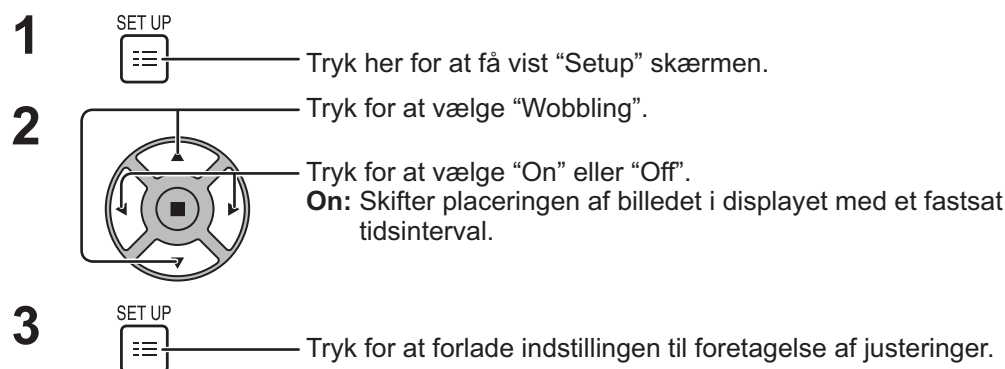 1
SET UP
Tryk her for at få vist “Setup” skærmen.
2
Tryk for at vælge “Wobbling”.
Tryk for at vælge “On” eller “Off”.
On: Skifter placeringen af billedet i displayet med et fastsat
tidsinterval.
3
SET UP
Tryk for at forlade indstillingen til foretagelse af justeringer.